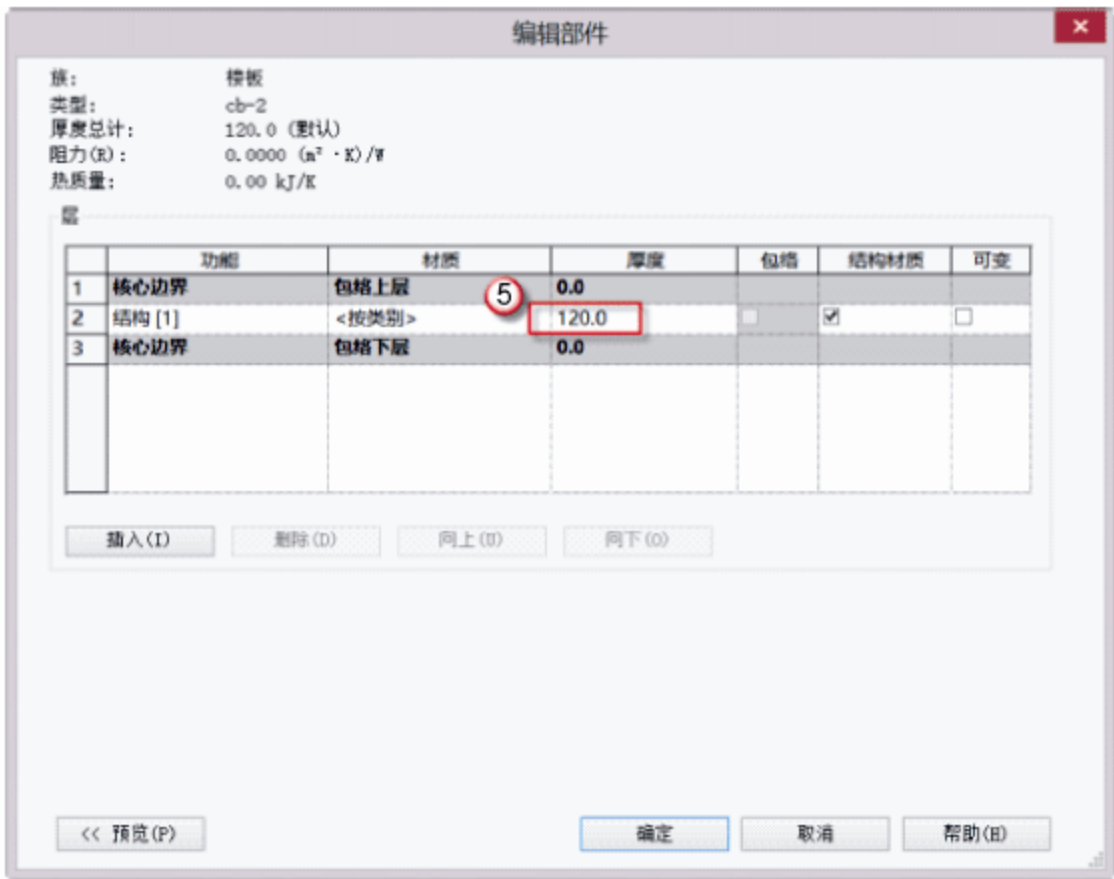 编辑部件
族： 楼板
类型： cb-2
厚度总计： 120.0 (默认)
阻力(R)： 0.0000 (m²·K)/W
热质量： 0.00 kJ/K
层
功能 材质 厚度 包络 结构材质 可变
1 核心边界 包络上层 0.0
⑤
2 结构 [1] <按类别> 120.0
3 核心边界 包络下层 0.0
插入(I) 删除(D) 向上(U) 向下(O)
<< 预览(P) 确定 取消 帮助(H)